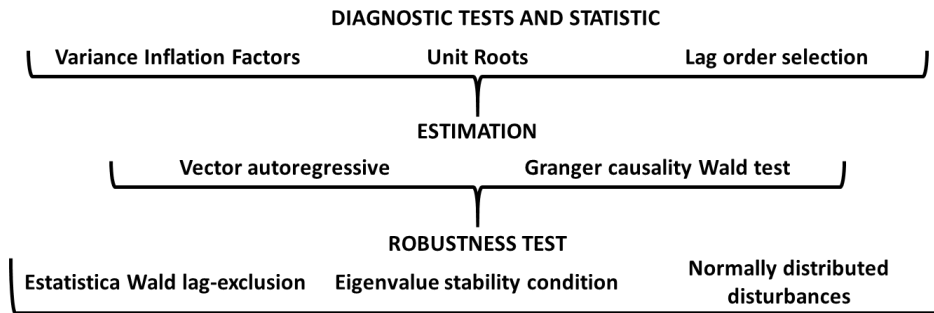 DIAGNOSTIC TESTS AND STATISTIC
Variance Inflation Factors Unit Roots Lag order selection
ESTIMATION
Vector autoregressive Granger causality Wald test
ROBUSTNESS TEST
Estatistica Wald lag-exclusion Eigenvalue stability condition Normally distributed
disturbances